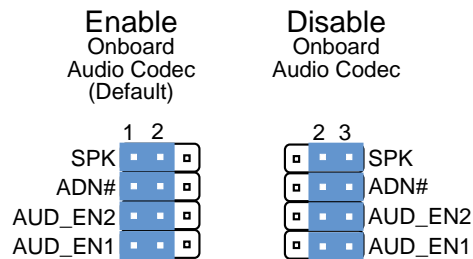 Enable
Onboard
Audio Codec
(Default)
1 2
SPK
ADN#
AUD_EN2
AUD_EN1
Disable
Onboard
Audio Codec
2 3
SPK
ADN#
AUD_EN2
AUD_EN1